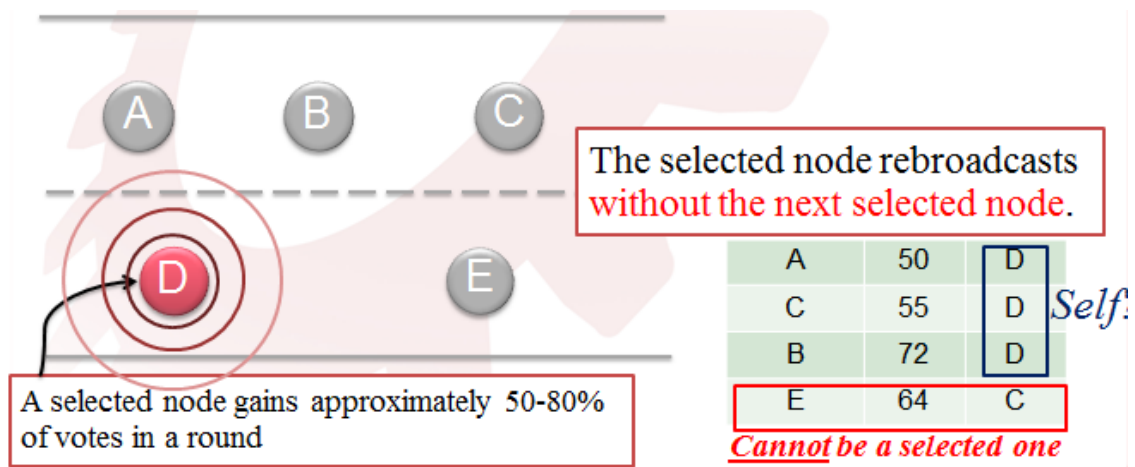 A
B
C
The selected node rebroadcasts
without the next selected node.
D
E
A 50 D
C 55 D
B 72 D
E 64 C
Self?
A selected node gains approximately 50-80%
of votes in a round
Cannot be a selected one